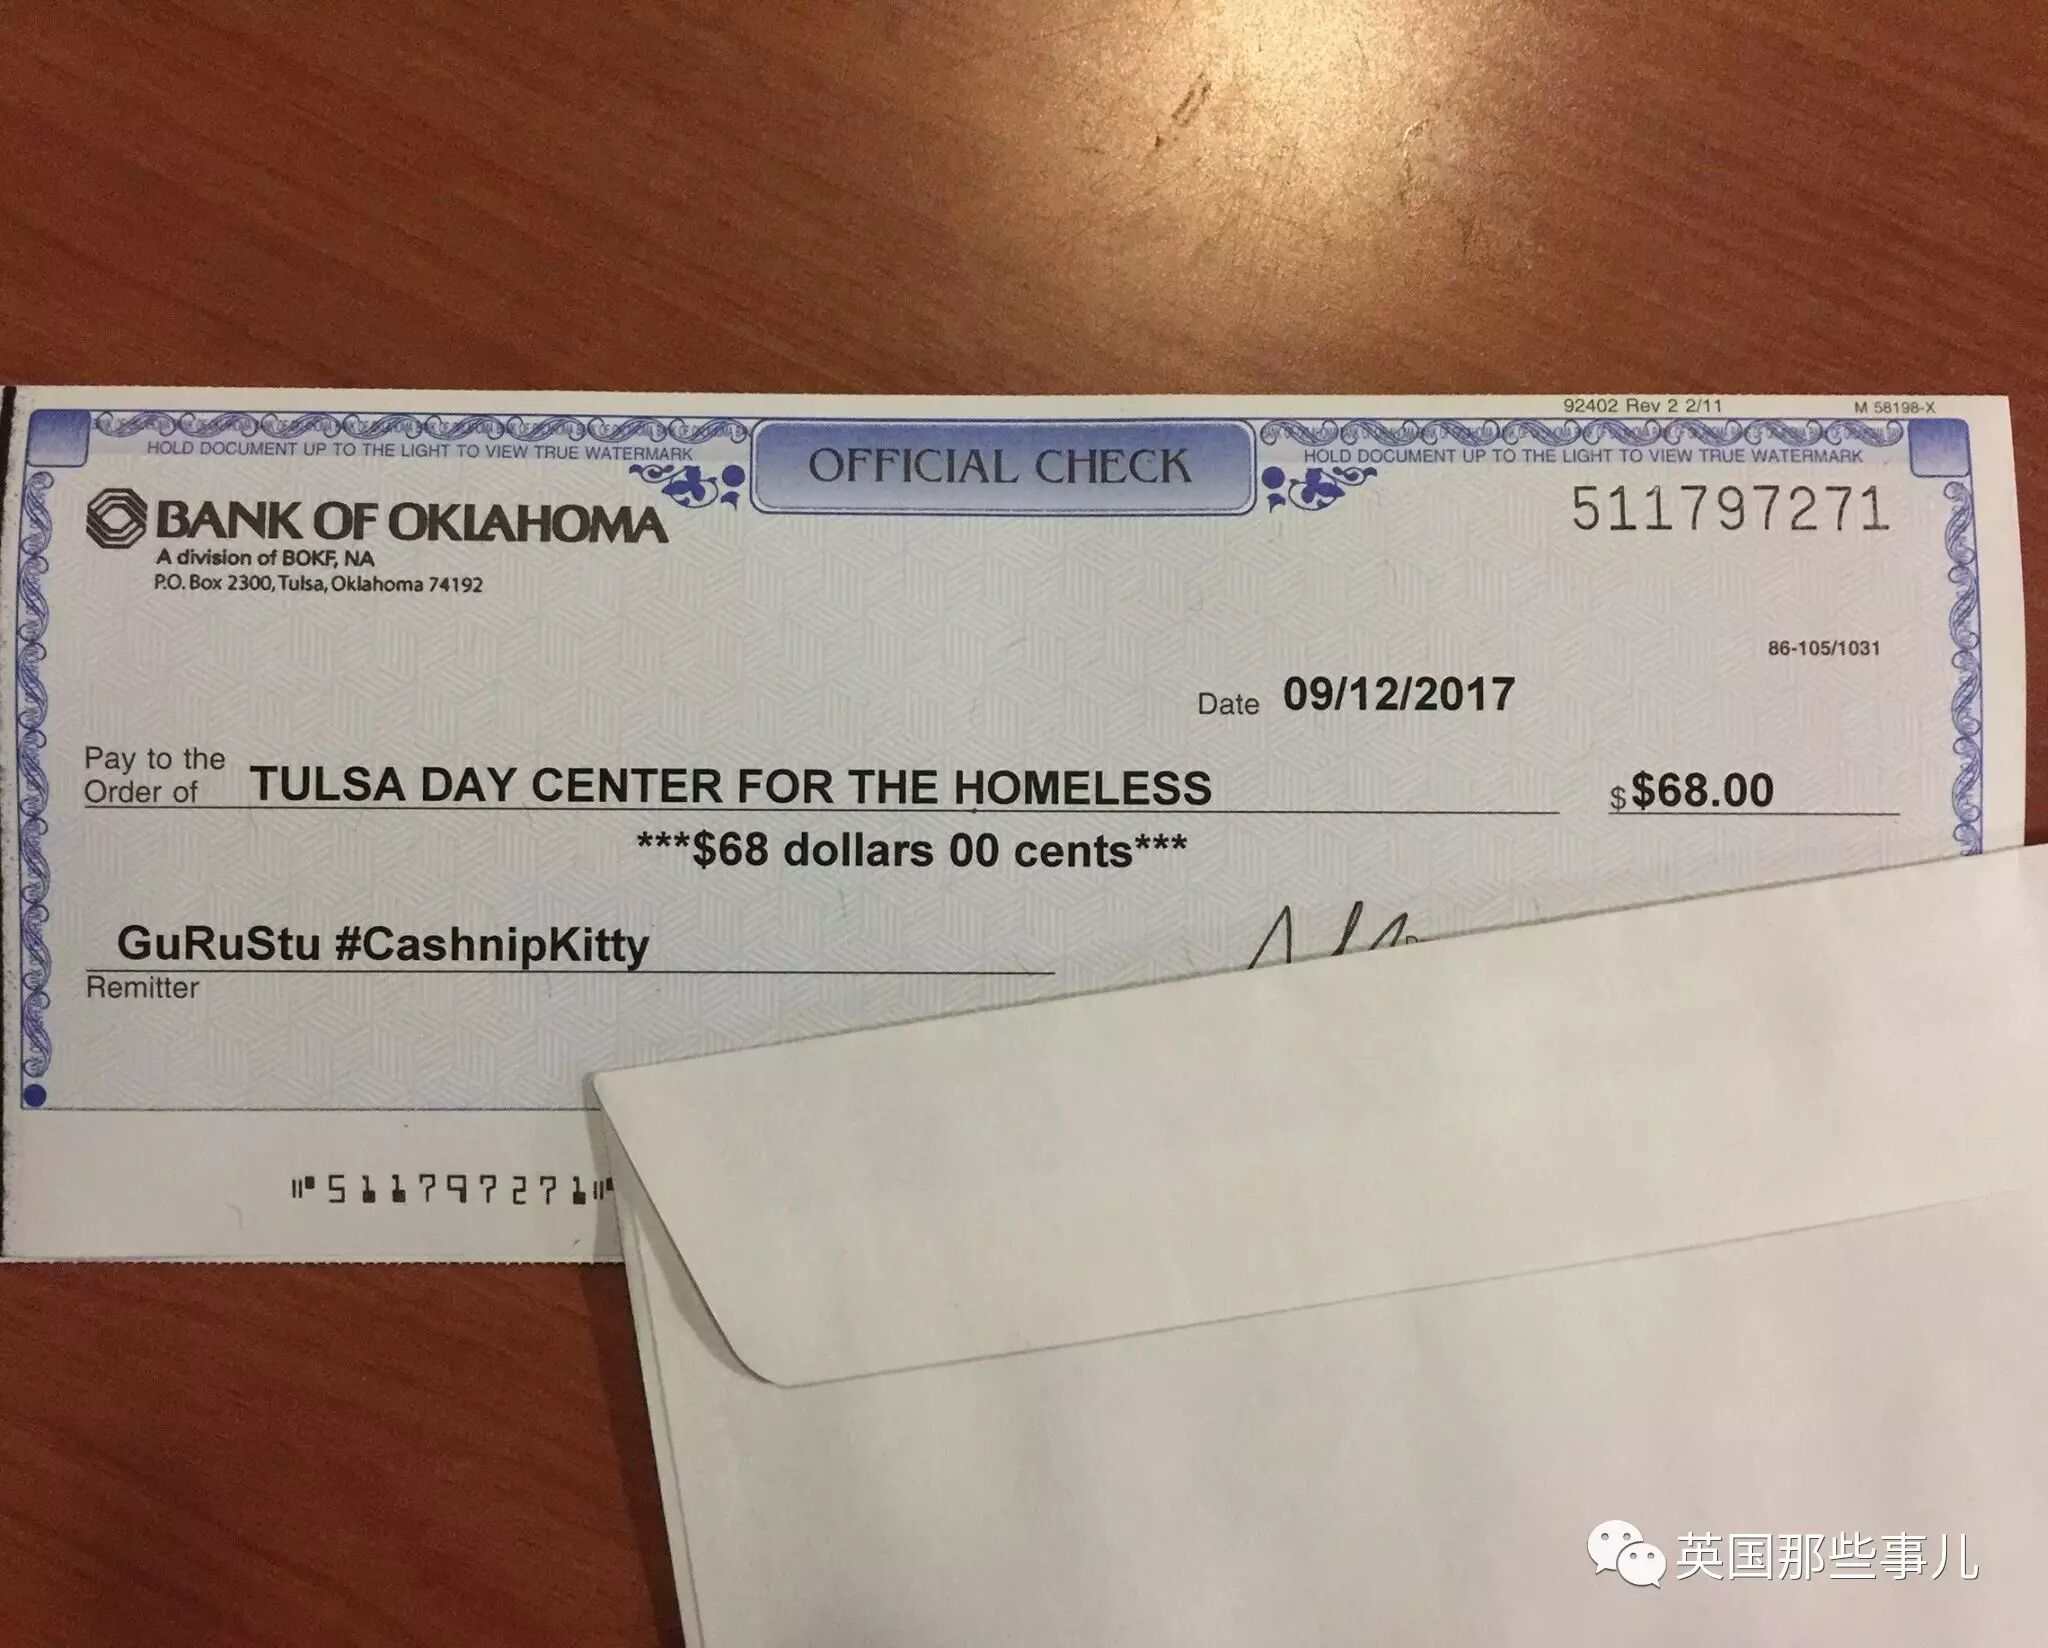 92402 Rev 2 2/11
M 58198-X
HOLD DOCUMENT UP TO THE LIGHT TO VIEW TRUE WATERMARK
OFFICIAL CHECK
HOLD DOCUMENT UP TO THE LIGHT TO VIEW TRUE WATERMARK
BANK OF OKLAHOMA
511797271
A division of BOKF, NA
P.O. Box 2300, Tulsa, Oklahoma 74192
86-105/1031
Date 09/12/2017
Pay to the
Order of TULSA DAY CENTER FOR THE HOMELESS $ $68.00
***$68 dollars 00 cents***
GuRuStu #CashnipKitty
Remitter
⑈511797271⑈
英国那些事儿